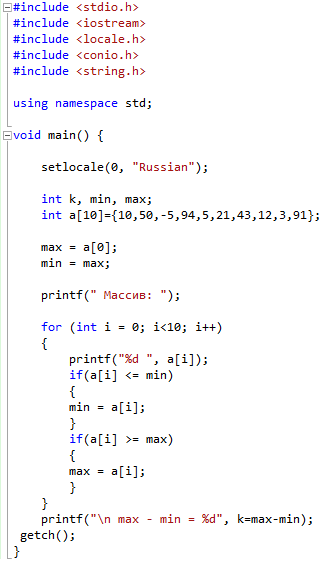 #include <stdio.h>
#include <iostream>
#include <locale.h>
#include <conio.h>
#include <string.h>
using namespace std;
void main() {
setlocale(0, "Russian");
int k, min, max;
int a[10]={10,50,-5,94,5,21,43,12,3,91};
max = a[0];
min = max;
printf(" Массив: ");
for (int i = 0; i<10; i++)
{
printf("%d ", a[i]);
if(a[i] <= min)
{
min = a[i];
}
if(a[i] >= max)
{
max = a[i];
}
}
printf("\n max - min = %d", k=max-min);
getch();
}